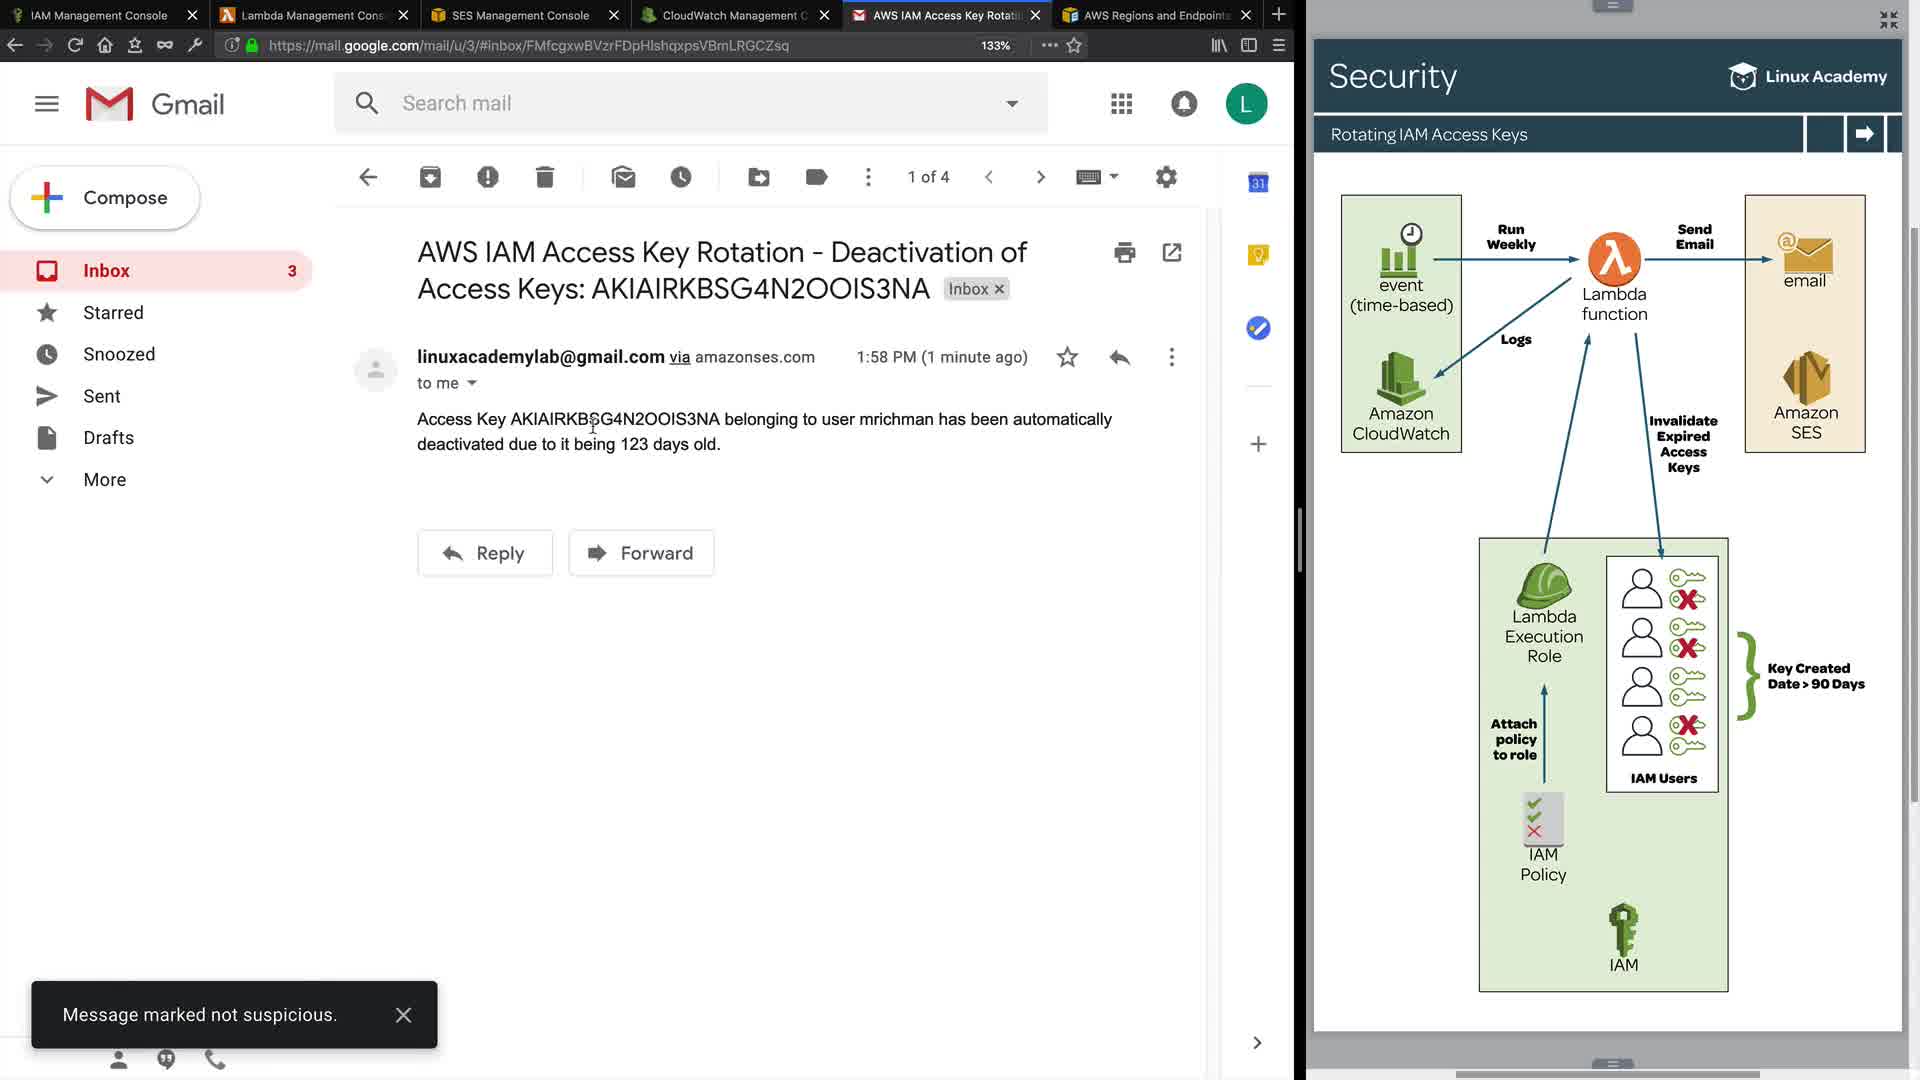 IAM Management Console
Lambda Management Cons
SES Management Console
CloudWatch Management C
AWS IAM Access Key Rotati
AWS Regions and Endpoints
https://mail.google.com/mail/u/3/#inbox/FMfcgxwBVzrFDpHlshqxpsVBmLRGCZsq
133%
Gmail
Search mail
L
Compose
1 of 4
31
Inbox 3
Starred
Snoozed
Sent
Drafts
More
AWS IAM Access Key Rotation - Deactivation of
Access Keys: AKIAIRKBSG4N2OOIS3NA Inbox
linuxacademylab@gmail.com via amazonses.com 1:58 PM (1 minute ago)
to me
Access Key AKIAIRKBSG4N2OOIS3NA belonging to user mrichman has been automatically
deactivated due to it being 123 days old.
Reply
Forward
Message marked not suspicious.
Security
Linux Academy
Rotating IAM Access Keys
event
(time-based)
Run
Weekly
Lambda
function
Send
Email
email
Logs
Amazon
CloudWatch
Amazon
SES
Invalidate
Expired
Access
Keys
Lambda
Execution
Role
Key Created
Date > 90 Days
Attach
policy
to role
IAM Users
IAM
Policy
IAM